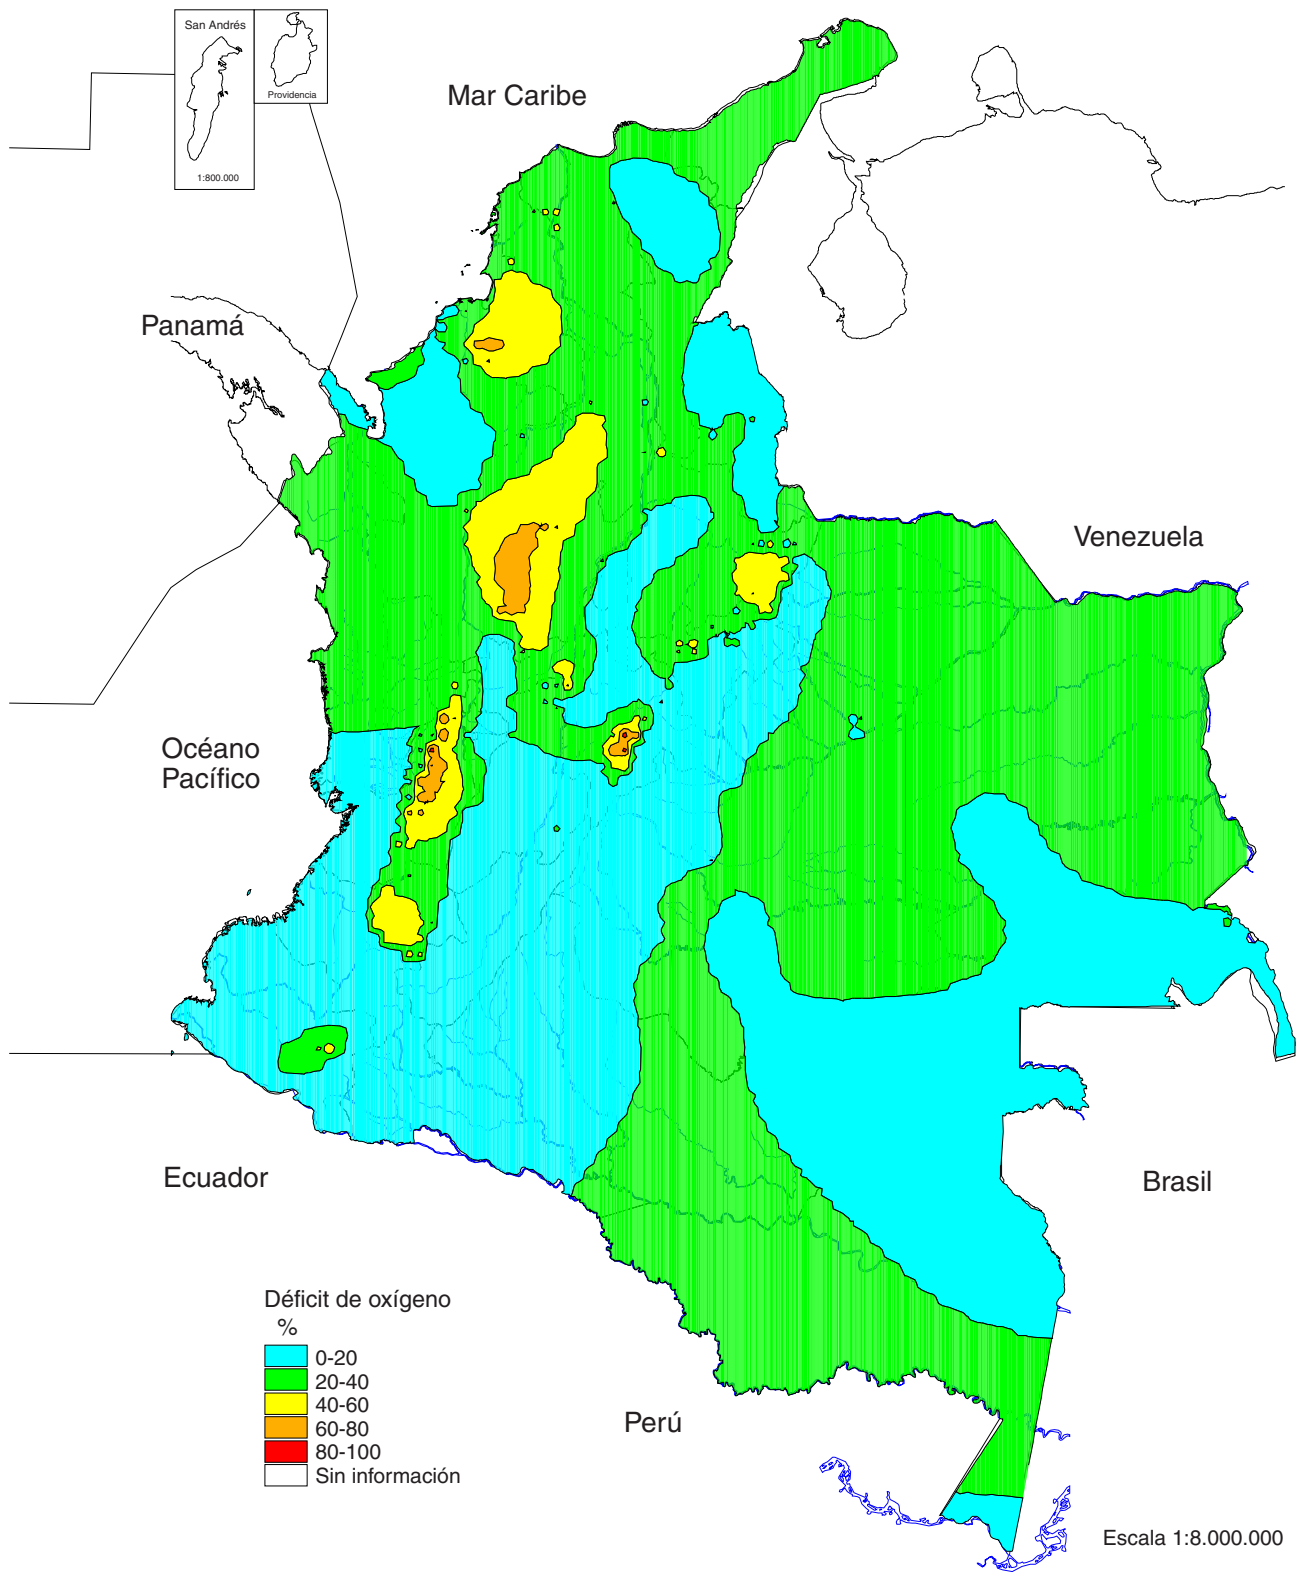 San Andrés
Providencia
1:800.000
Mar Caribe
Panamá
Venezuela
Océano
Pacífico
Ecuador
Brasil
Déficit de oxígeno
%
0-20
20-40
40-60
60-80
80-100
Sin información
Perú
Escala 1:8.000.000